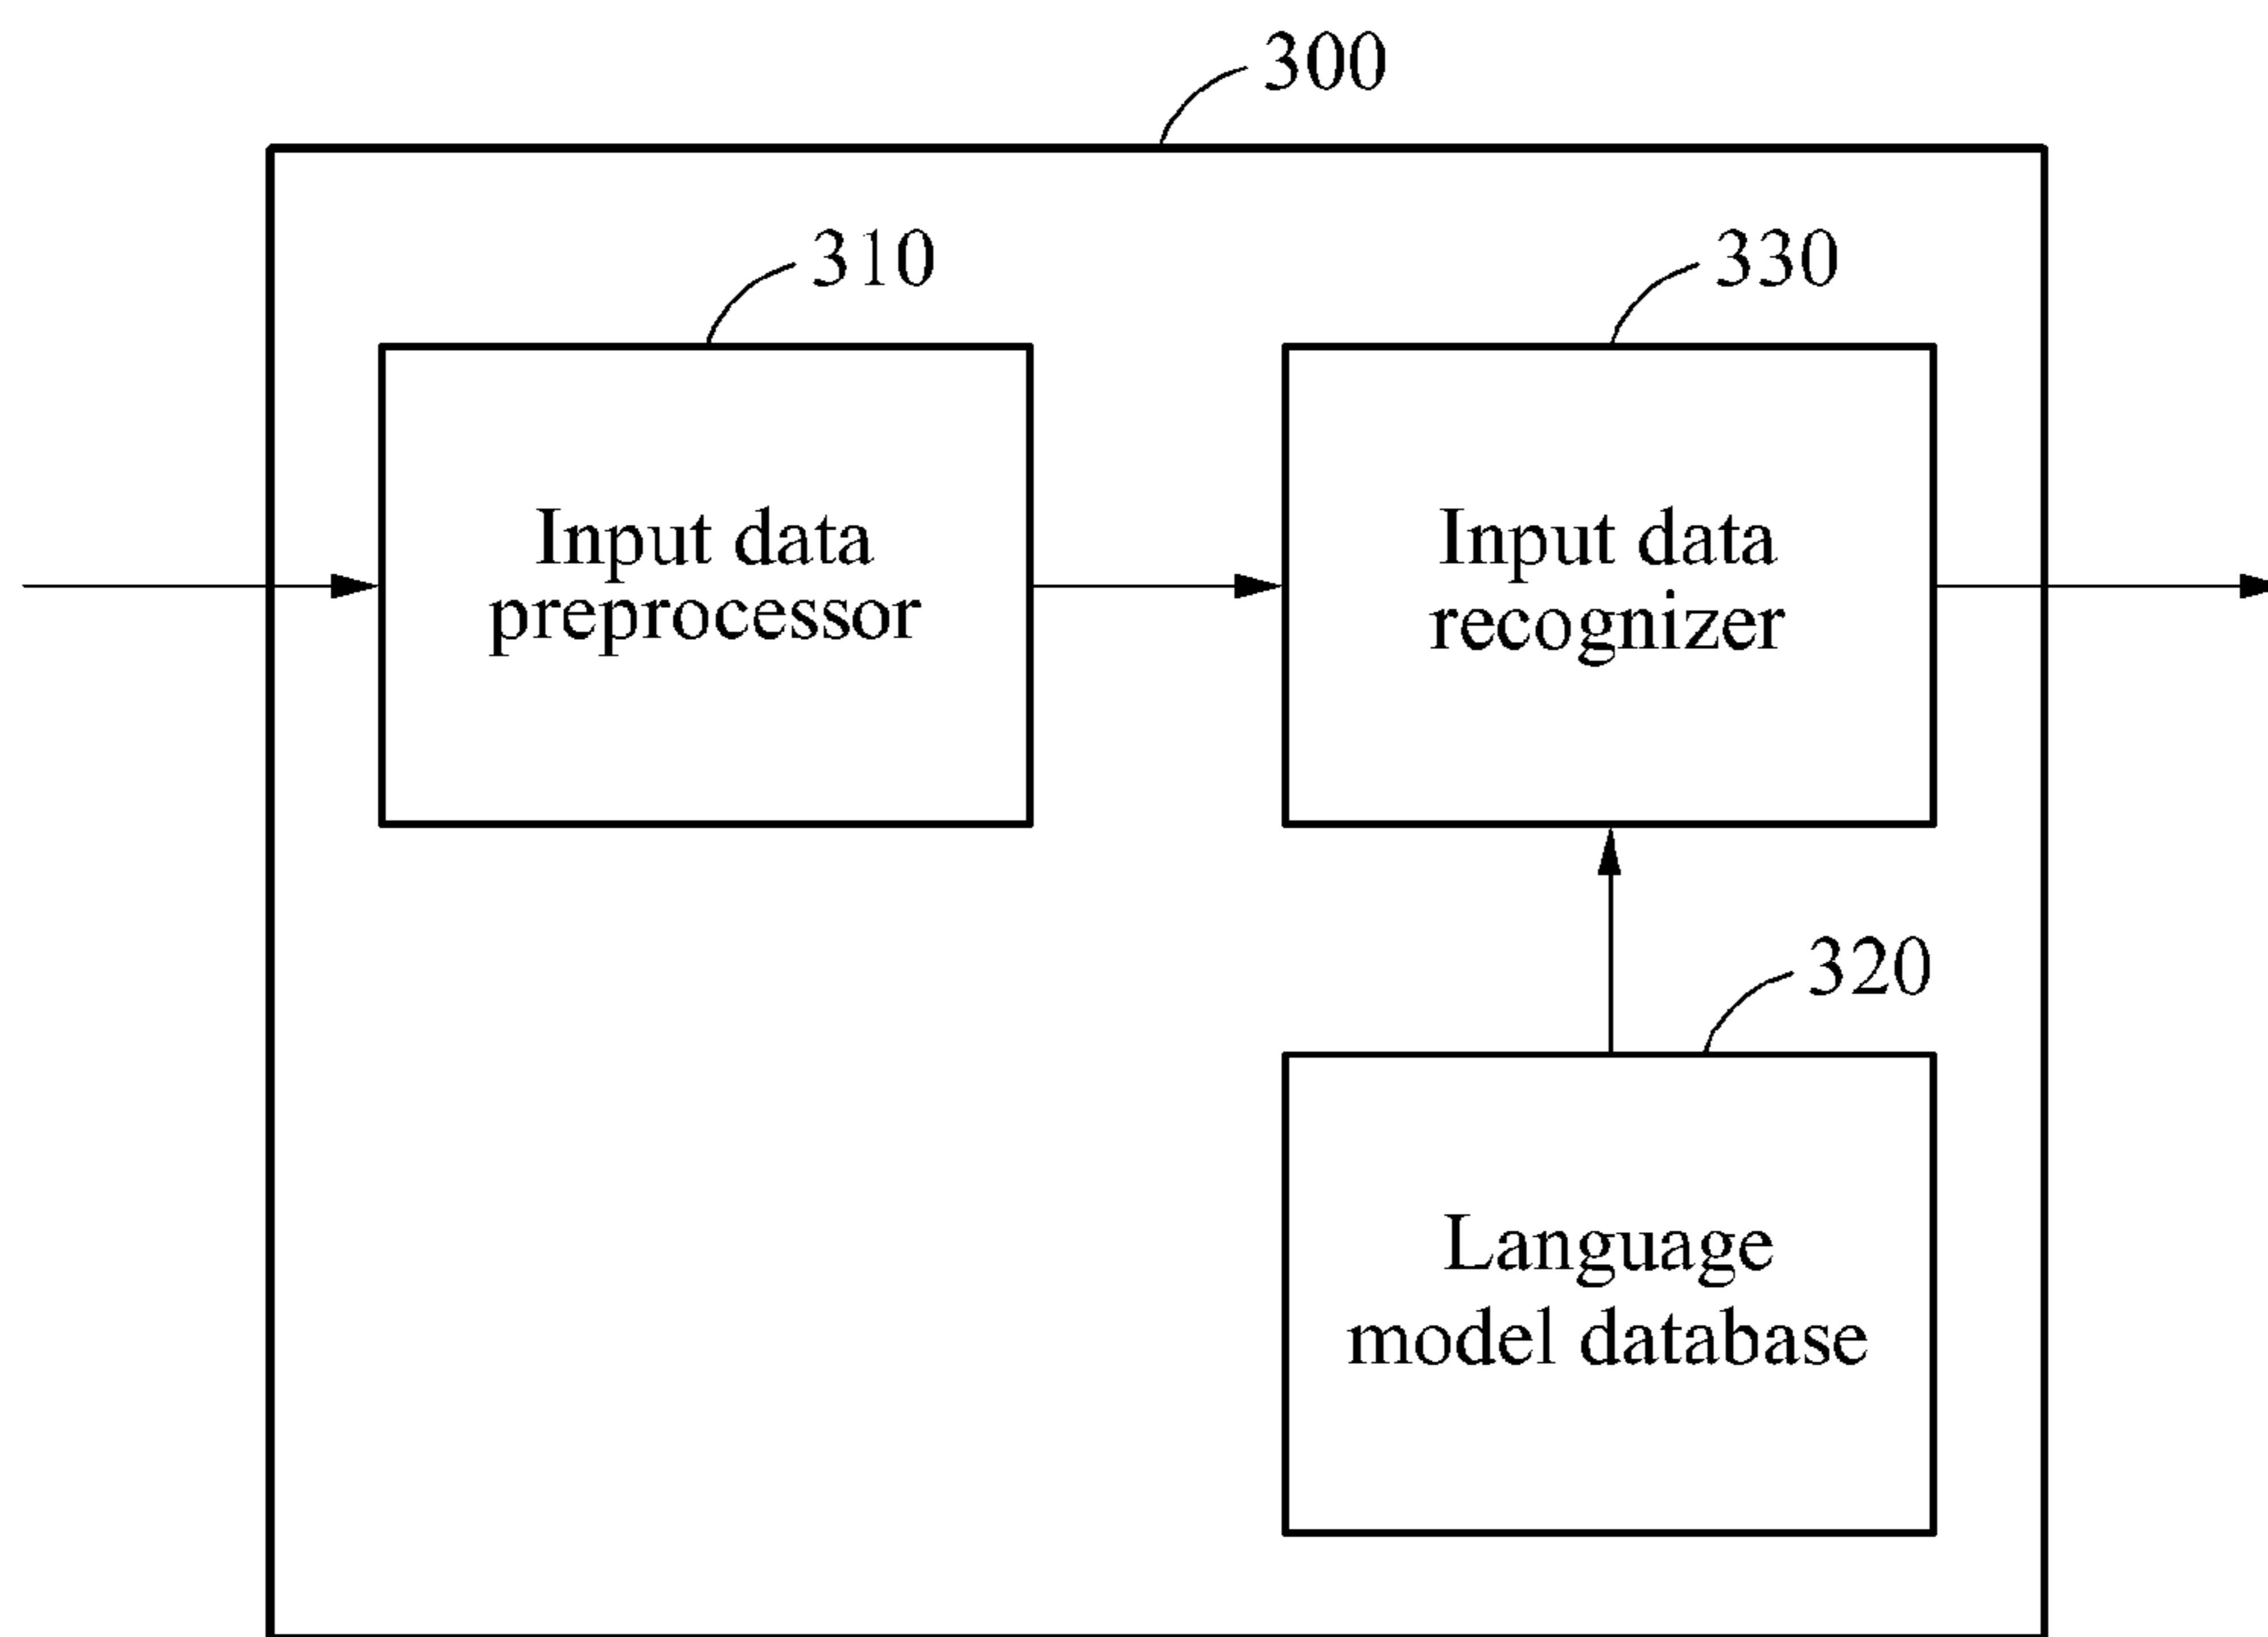 300
310
330
Input data
preprocessor
Input data
recognizer
320
Language
model database